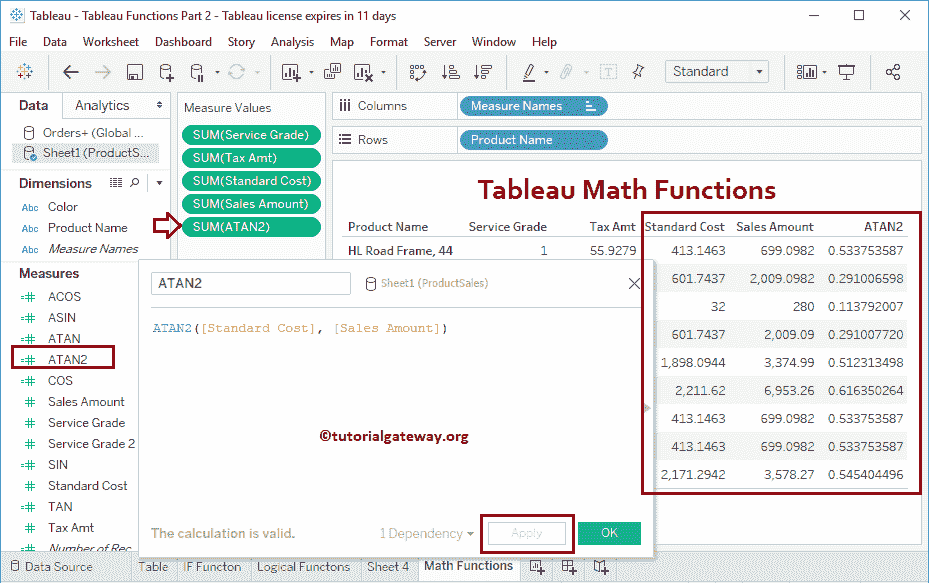 Tableau - Tableau Functions Part 2 - Tableau license expires in 11 days
File Data Worksheet Dashboard Story Analysis Map Format Server Window Help
Standard
Data Analytics
Orders+ (Global ...
Sheet1 (ProductS...
Dimensions
Abc Color
Abc Product Name
Abc Measure Names
Measures
ACOS
ASIN
ATAN
ATAN2
COS
Sales Amount
Service Grade
Service Grade 2
SIN
Standard Cost
TAN
Tax Amt
Number of Rec
Measure Values
SUM(Service Grade)
SUM(Tax Amt)
SUM(Standard Cost)
SUM(Sales Amount)
SUM(ATAN2)
Columns Measure Names
Rows Product Name
Tableau Math Functions
Product Name Service Grade Tax Amt Standard Cost Sales Amount ATAN2
HL Road Frame, 44 1 55.9279 413.1463 699.0982 0.533753587
601.7437 2,009.0982 0.291006598
32 280 0.113792007
601.7437 2,009.09 0.291007720
1,898.0944 3,374.99 0.512313498
2,211.62 6,953.26 0.616350264
413.1463 699.0982 0.533753587
413.1463 699.0982 0.533753587
2,171.2942 3,578.27 0.545404496
ATAN2 Sheet1 (ProductSales)
ATAN2([Standard Cost], [Sales Amount])
©tutorialgateway.org
The calculation is valid. 1 Dependency Apply OK
Data Source Table IF Functon Logical Functons Sheet 4 Math Functions